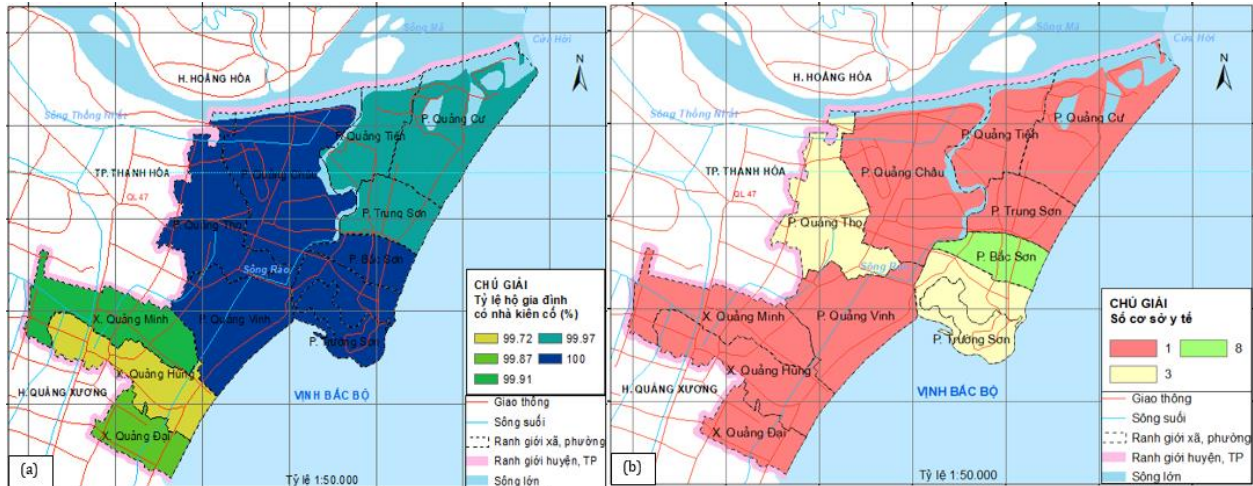 Sông Mã
Cửa Hới
H. HOẰNG HÓA
N
Sông Thống Nhất
P. Quảng Cư
P. Quảng Tiến
TP. THANH HÓA
P. Quảng Châu
QL 47
P. Trung Sơn
P. Quảng Thọ
P. Bắc Sơn
Sông Rào
X. Quảng Minh
P. Quảng Vinh
P. Trường Sơn
X. Quảng Hùng
H. QUẢNG XƯƠNG
VỊNH BẮC BỘ
X. Quảng Đại
(a)
Tỷ lệ 1:50.000
CHÚ GIẢI
Tỷ lệ hộ gia đình
có nhà kiên cố (%)
99.72 99.97
99.87 100
99.91
Giao thông
Sông suối
Ranh giới xã, phường
Ranh giới huyện, TP
Sông lớn
Sông Mã
Cửa Hới
H. HOẰNG HÓA
N
Sông Thống Nhất
P. Quảng Cư
P. Quảng Tiến
TP. THANH HÓA
P. Quảng Châu
QL 47
P. Trung Sơn
P. Quảng Thọ
P. Bắc Sơn
Sông Rào
X. Quảng Minh
P. Quảng Vinh
P. Trường Sơn
X. Quảng Hùng
H. QUẢNG XƯƠNG
VỊNH BẮC BỘ
X. Quảng Đại
(b)
Tỷ lệ 1:50.000
CHÚ GIẢI
Số cơ sở y tế
1 8
3
Giao thông
Sông suối
Ranh giới xã, phường
Ranh giới huyện, TP
Sông lớn